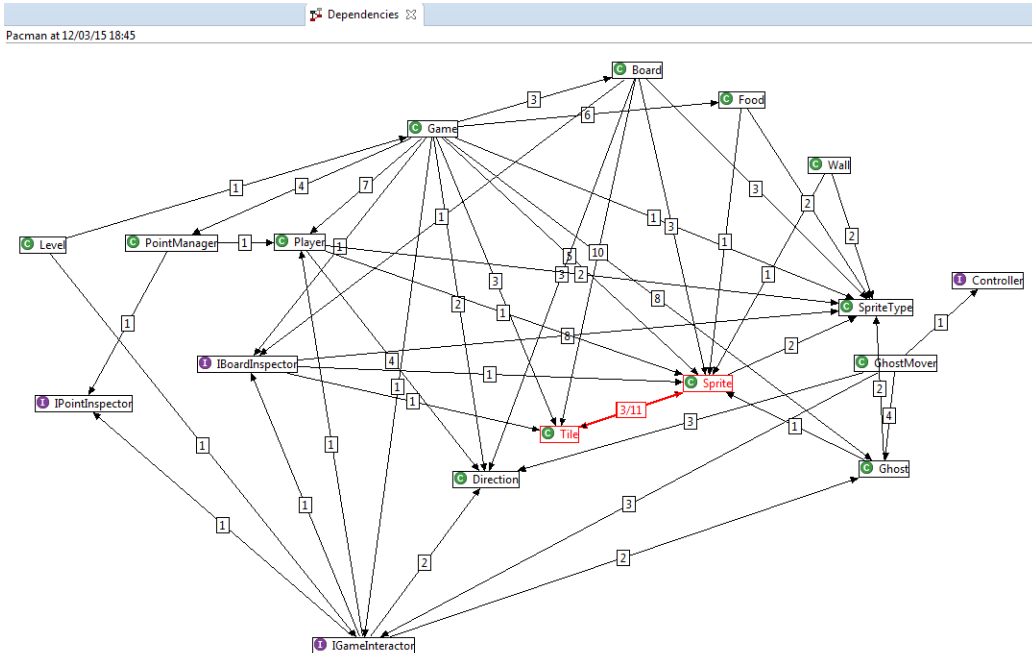 Dependencies
Pacman at 12/03/15 18:45
C Board
C Food
3
6
C Game
C Wall
7
4
1
3
2
C Level
C PointManager
1
C Player
1
1
1
3
2
1
5
10
3
2
1
I Controller
3
2
8
1
C SpriteType
1
1
8
2
I IBoardInspector
4
1
C GhostMover
C Sprite
1
1
2
I IPointInspector
1
3/11
4
3
1
C Tile
1
1
C Ghost
C Direction
1
3
1
2
2
I IGameInteractor